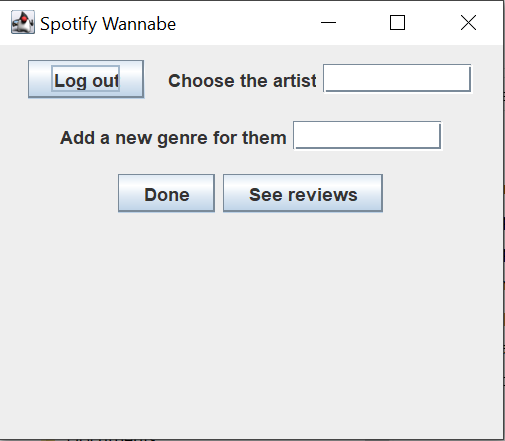 Spotify Wannabe
Log out Choose the artist
Add a new genre for them
Done See reviews